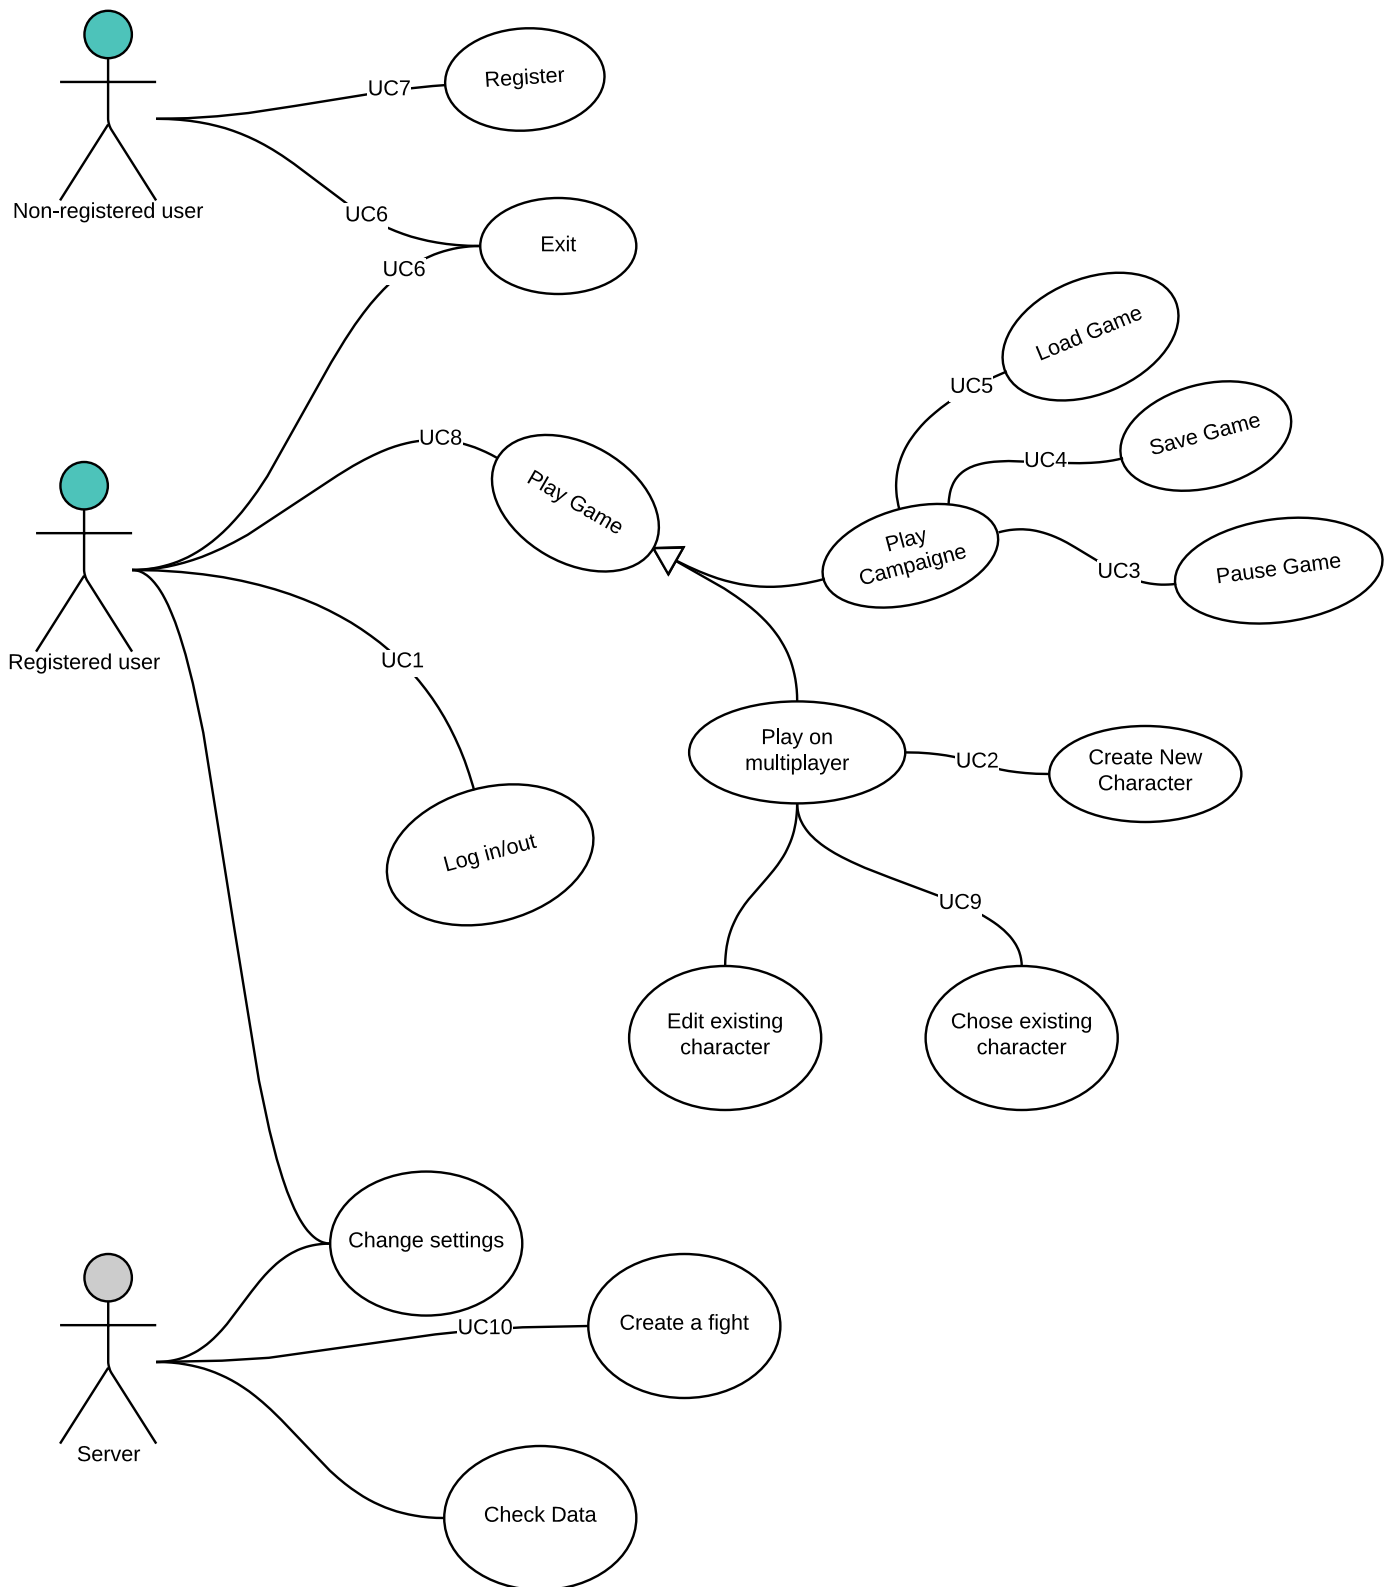 UC7
Register
Non-registered user
UC6
Exit
UC6
Load Game
UC5
UC8
Play Game
Save Game
UC4
Play
Campaigne
UC3
Pause Game
Registered user
UC1
Play on
multiplayer
UC2
Create New
Character
Log in/out
UC9
Edit existing
character
Chose existing
character
Change settings
Create a fight
UC10
Server
Check Data